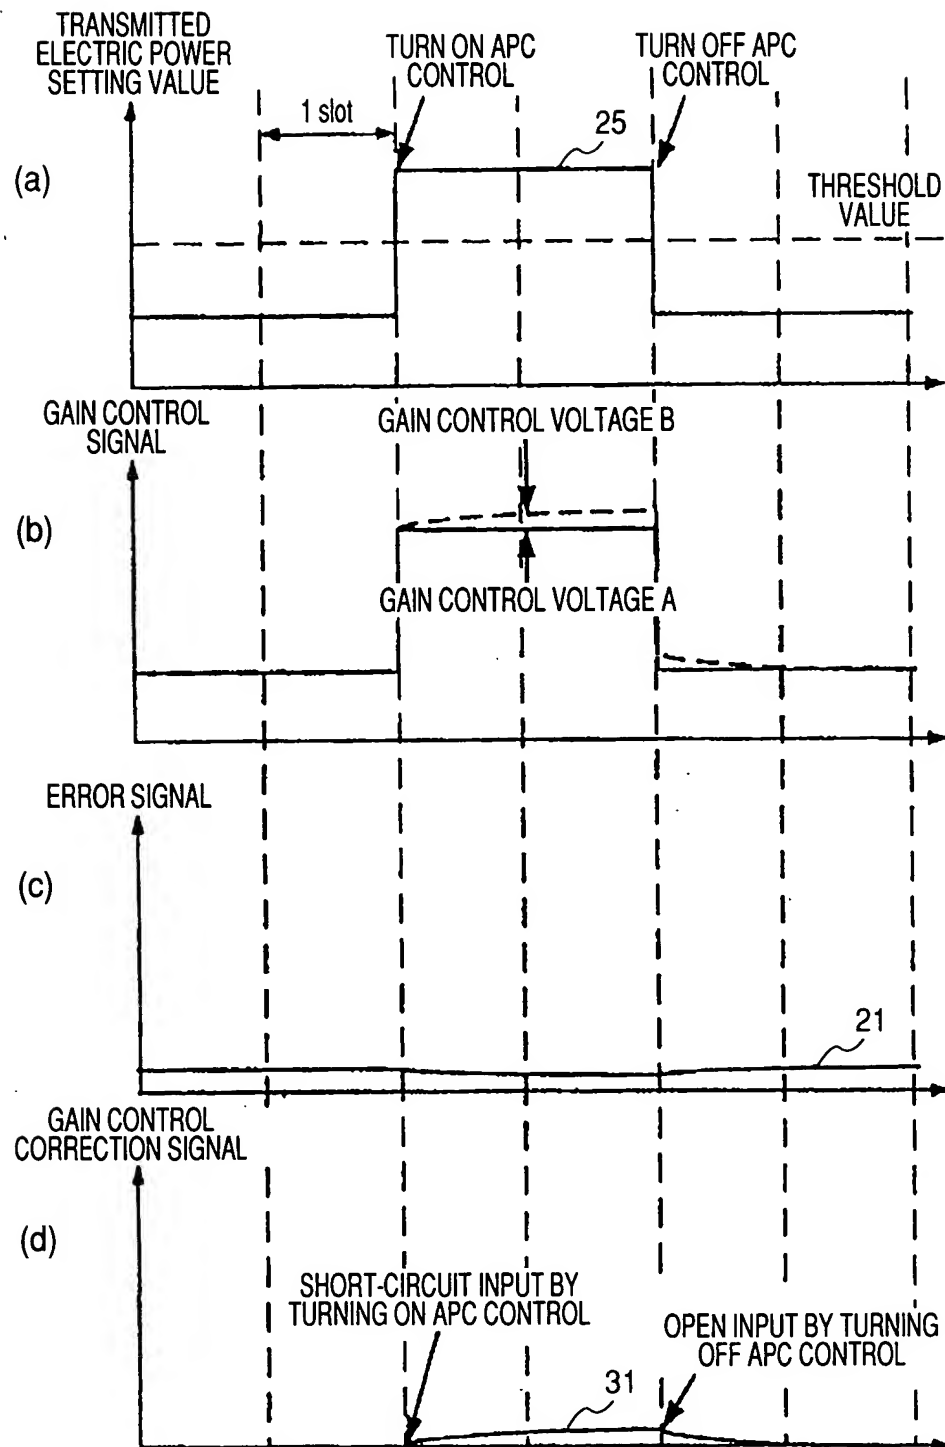 TRANSMITTED
ELECTRIC POWER
SETTING VALUE
TURN ON APC
CONTROL
TURN OFF APC
CONTROL
1 slot
25
(a)
THRESHOLD
VALUE
GAIN CONTROL
SIGNAL
GAIN CONTROL VOLTAGE B
(b)
GAIN CONTROL VOLTAGE A
ERROR SIGNAL
(c)
21
GAIN CONTROL
CORRECTION SIGNAL
(d)
SHORT-CIRCUIT INPUT BY
TURNING ON APC CONTROL
OPEN INPUT BY TURNING
OFF APC CONTROL
31